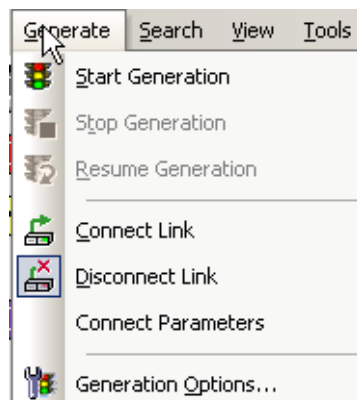 Generate Search View Tools
Start Generation
Stop Generation
Resume Generation
Connect Link
Disconnect Link
Connect Parameters
Generation Options...